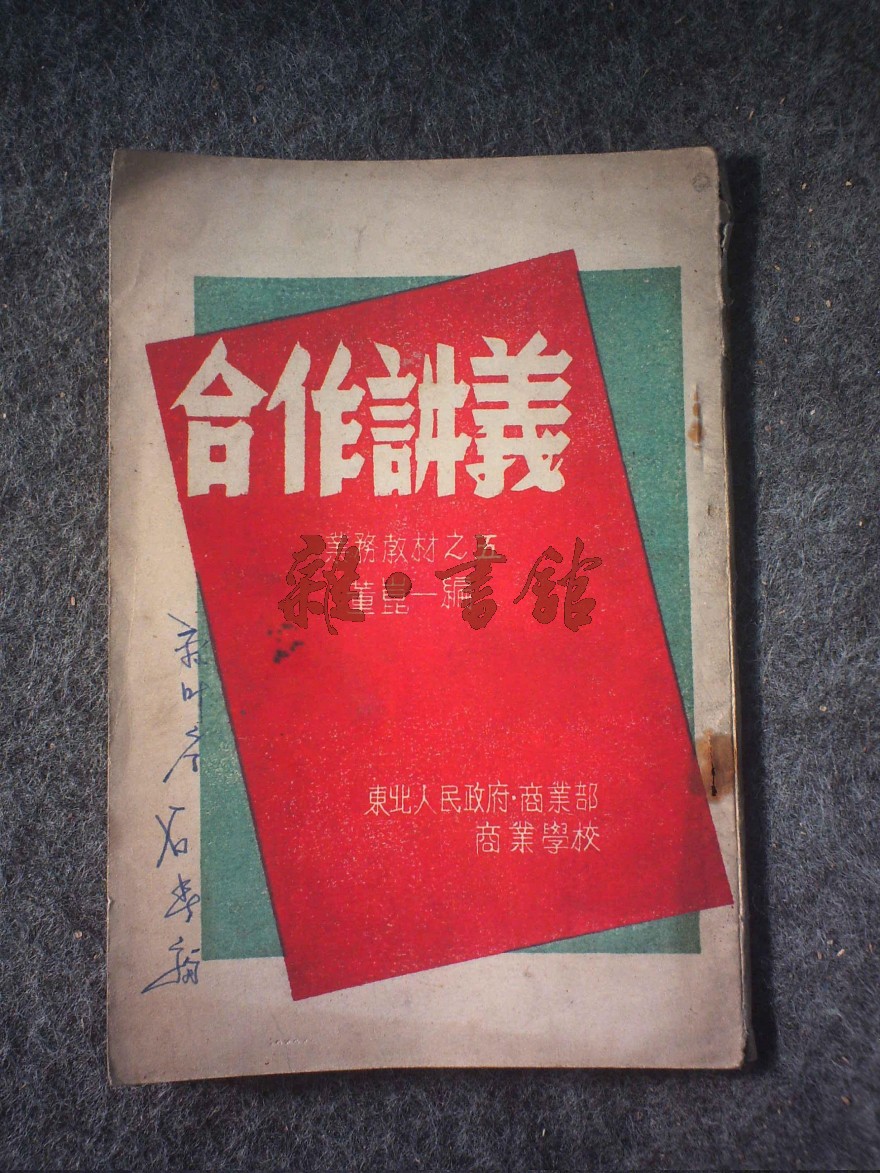 合作講義
業務教材之五
董崑一編
雜·書館
東北人民政府·商業部
商業學校